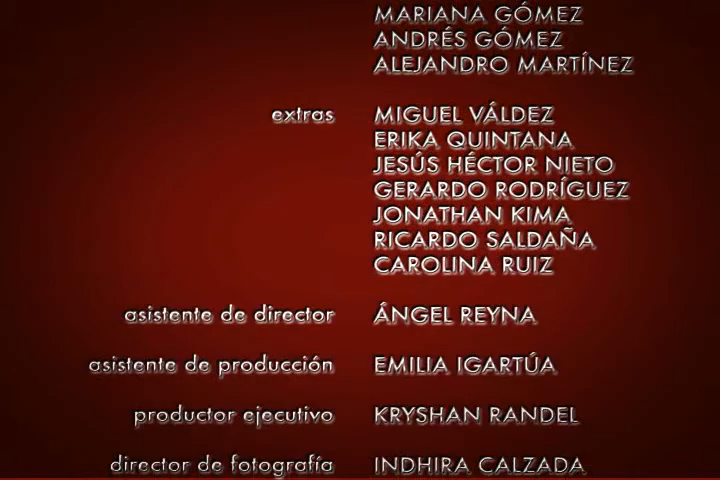 MARIANA GÓMEZ
ANDRÉS GÓMEZ
ALEJANDRO MARTÍNEZ
extras MIGUEL VÁLDEZ
ERIKA QUINTANA
JESÚS HÉCTOR NIETO
GERARDO RODRÍGUEZ
JONATHAN KIMA
RICARDO SALDAÑA
CAROLINA RUIZ
asistente de director ÁNGEL REYNA
asistente de producción EMILIA IGARTÚA
productor ejecutivo KRYSHAN RANDEL
director de fotografía INDHIRA CALZADA